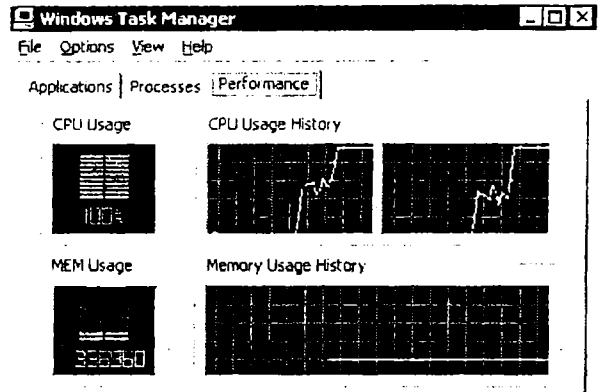 Windows Task Manager
File Options View Help
Applications Processes Performance
CPU Usage CPU Usage History
100%
MEM Usage Memory Usage History